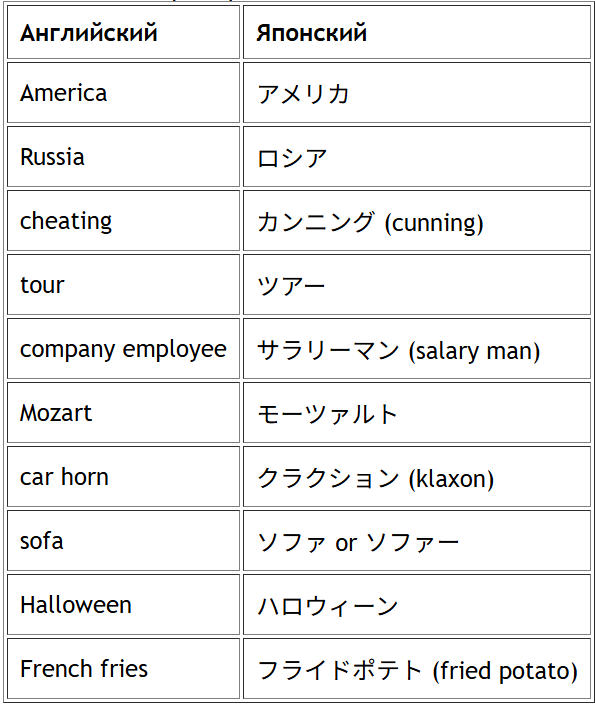 Английский Японский
America アメリカ
Russia ロシア
cheating カンニング (cunning)
tour ツアー
company employee サラリーマン (salary man)
Mozart モーツァルト
car horn クラクション (klaxon)
sofa ソファ or ソファー
Halloween ハロウィーン
French fries フライドポテト (fried potato)